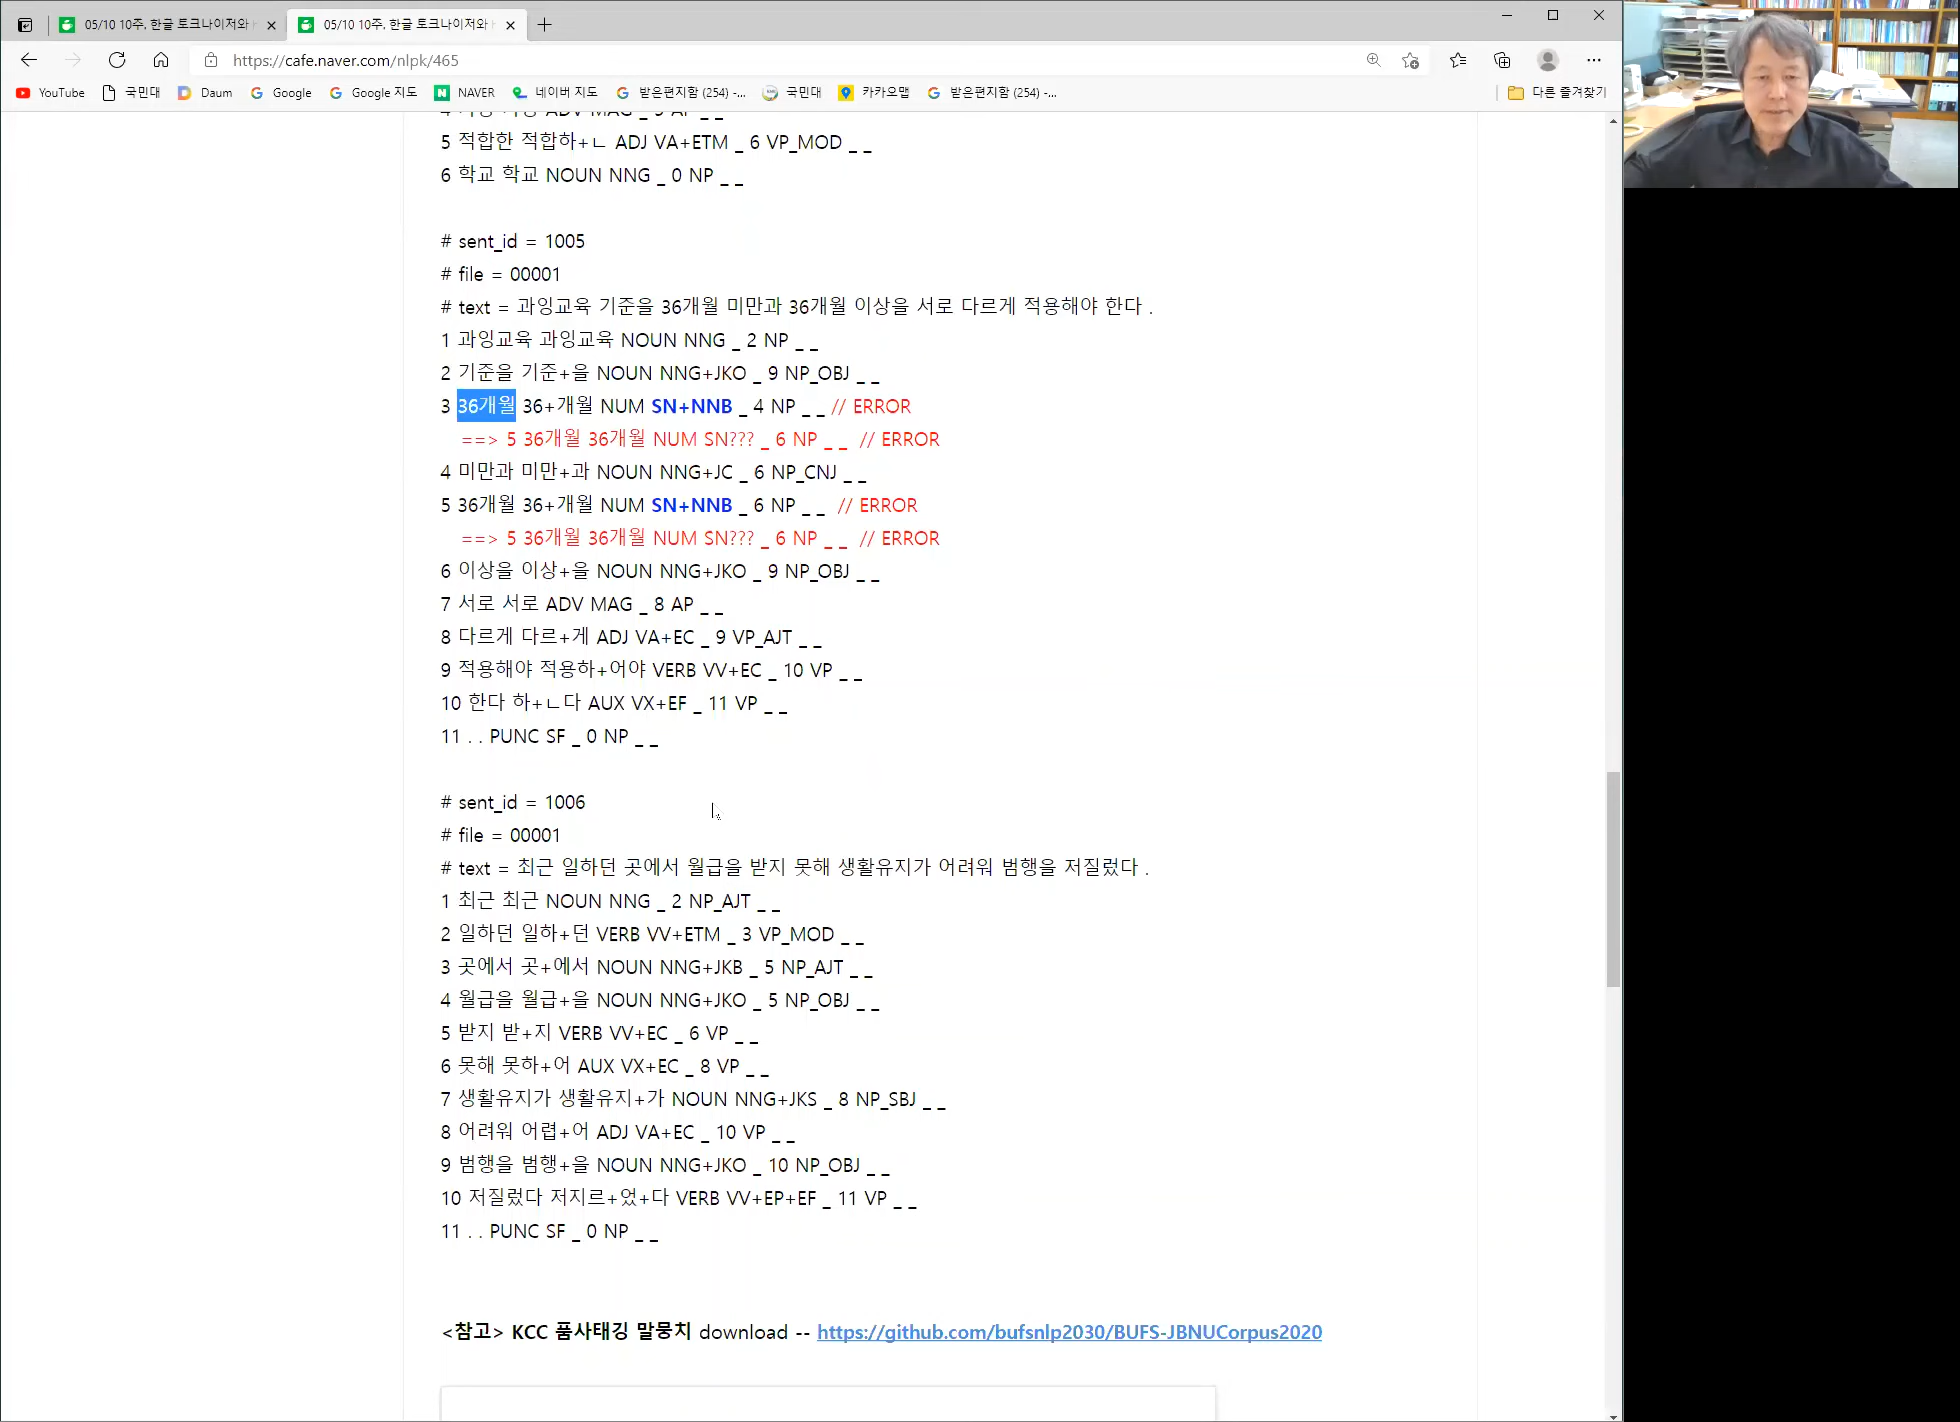 05/10 10주. 한글 토크나이저와
05/10 10주. 한글 토크나이저와
https://cafe.naver.com/nlpk/465
YouTube 국민대 Daum Google Google 지도 NAVER 네이버 지도 받은편지함 (254) -... 국민대 카카오맵 받은편지함 (254) -... 다른 즐겨찾기
5 적합한 적합하+ㄴ ADJ VA+ETM _ 6 VP_MOD _ _
6 학교 학교 NOUN NNG _ 0 NP _ _
# sent_id = 1005
# file = 00001
# text = 과잉교육 기준을 36개월 미만과 36개월 이상을 서로 다르게 적용해야 한다 .
1 과잉교육 과잉교육 NOUN NNG _ 2 NP _ _
2 기준을 기준+을 NOUN NNG+JKO _ 9 NP_OBJ _ _
3 36개월 36+개월 NUM SN+NNB _ 4 NP _ _ // ERROR
==> 5 36개월 36개월 NUM SN??? _ 6 NP _ _ // ERROR
4 미만과 미만+과 NOUN NNG+JC _ 6 NP_CNJ _ _
5 36개월 36+개월 NUM SN+NNB _ 6 NP _ _ // ERROR
==> 5 36개월 36개월 NUM SN??? _ 6 NP _ _ // ERROR
6 이상을 이상+을 NOUN NNG+JKO _ 9 NP_OBJ _ _
7 서로 서로 ADV MAG _ 8 AP _ _
8 다르게 다르+게 ADJ VA+EC _ 9 VP_AJT _ _
9 적용해야 적용하+어야 VERB VV+EC _ 10 VP _ _
10 한다 하+ㄴ다 AUX VX+EF _ 11 VP _ _
11 . . PUNC SF _ 0 NP _ _
# sent_id = 1006
# file = 00001
# text = 최근 일하던 곳에서 월급을 받지 못해 생활유지가 어려워 범행을 저질렀다 .
1 최근 최근 NOUN NNG _ 2 NP_AJT _ _
2 일하던 일하+던 VERB VV+ETM _ 3 VP_MOD _ _
3 곳에서 곳+에서 NOUN NNG+JKB _ 5 NP_AJT _ _
4 월급을 월급+을 NOUN NNG+JKO _ 5 NP_OBJ _ _
5 받지 받+지 VERB VV+EC _ 6 VP _ _
6 못해 못하+어 AUX VX+EC _ 8 VP _ _
7 생활유지가 생활유지+가 NOUN NNG+JKS _ 8 NP_SBJ _ _
8 어려워 어렵+어 ADJ VA+EC _ 10 VP _ _
9 범행을 범행+을 NOUN NNG+JKO _ 10 NP_OBJ _ _
10 저질렀다 저지르+었+다 VERB VV+EP+EF _ 11 VP _ _
11 . . PUNC SF _ 0 NP _ _
<참고> KCC 품사태깅 말뭉치 download -- https://github.com/bufsnlp2030/BUFS-JBNUCorpus2020